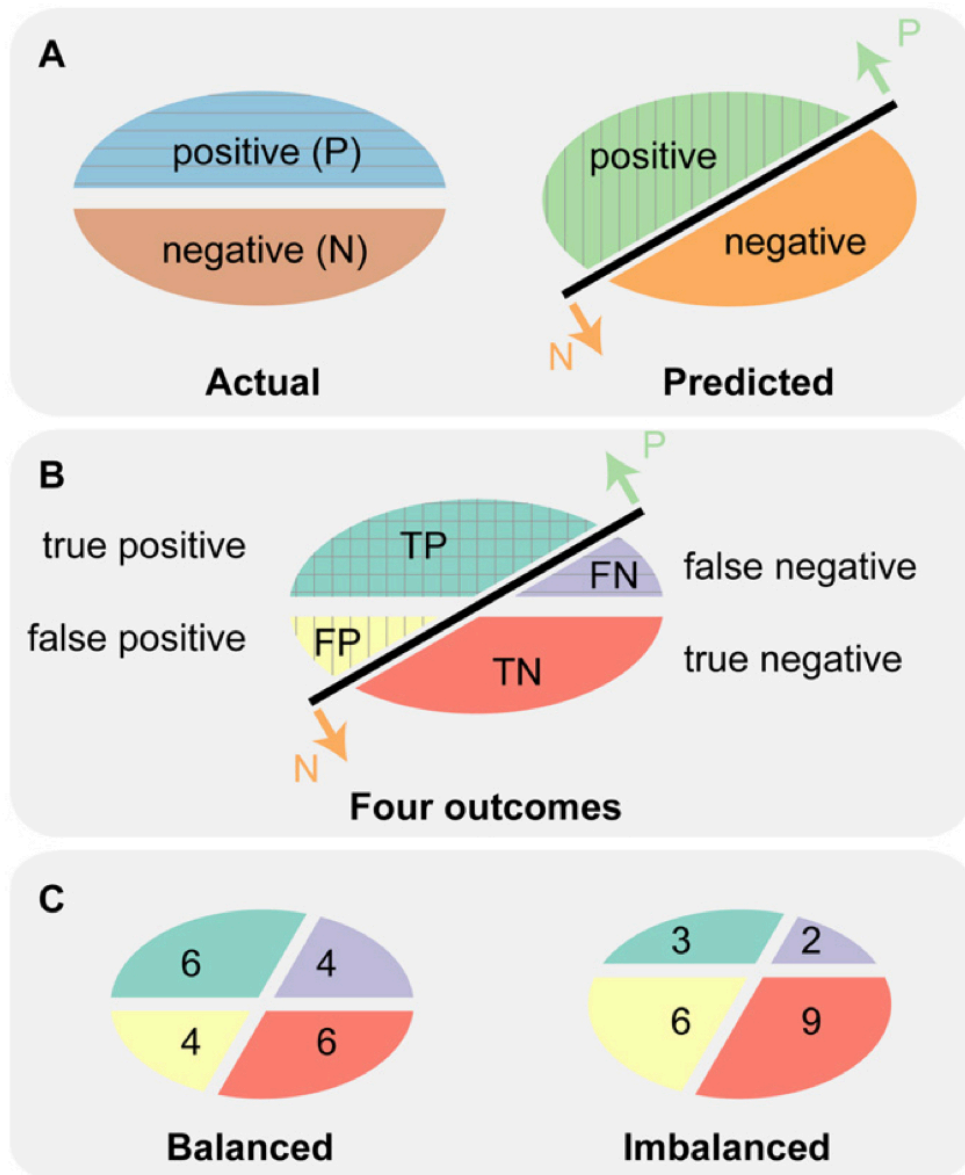 A
P
positive (P)
positive
negative (N)
negative
N
Actual
Predicted
B
P
true positive
TP
FN
false negative
false positive
FP
TN
true negative
N
Four outcomes
C
6
4
3
2
4
6
6
9
Balanced
Imbalanced